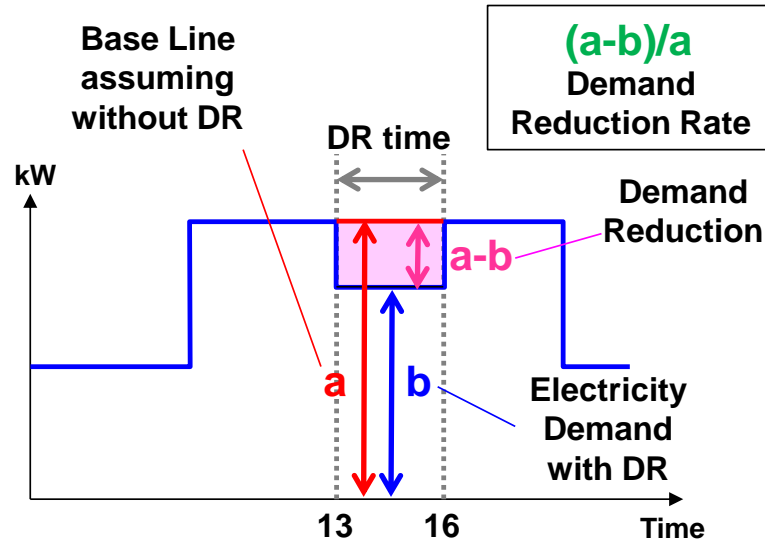 Base Line
assuming
without DR
(a-b)/a
Demand
Reduction Rate
DR time
kW
Demand
Reduction
a-b
a
b
Electricity
Demand
with DR
13
16
Time